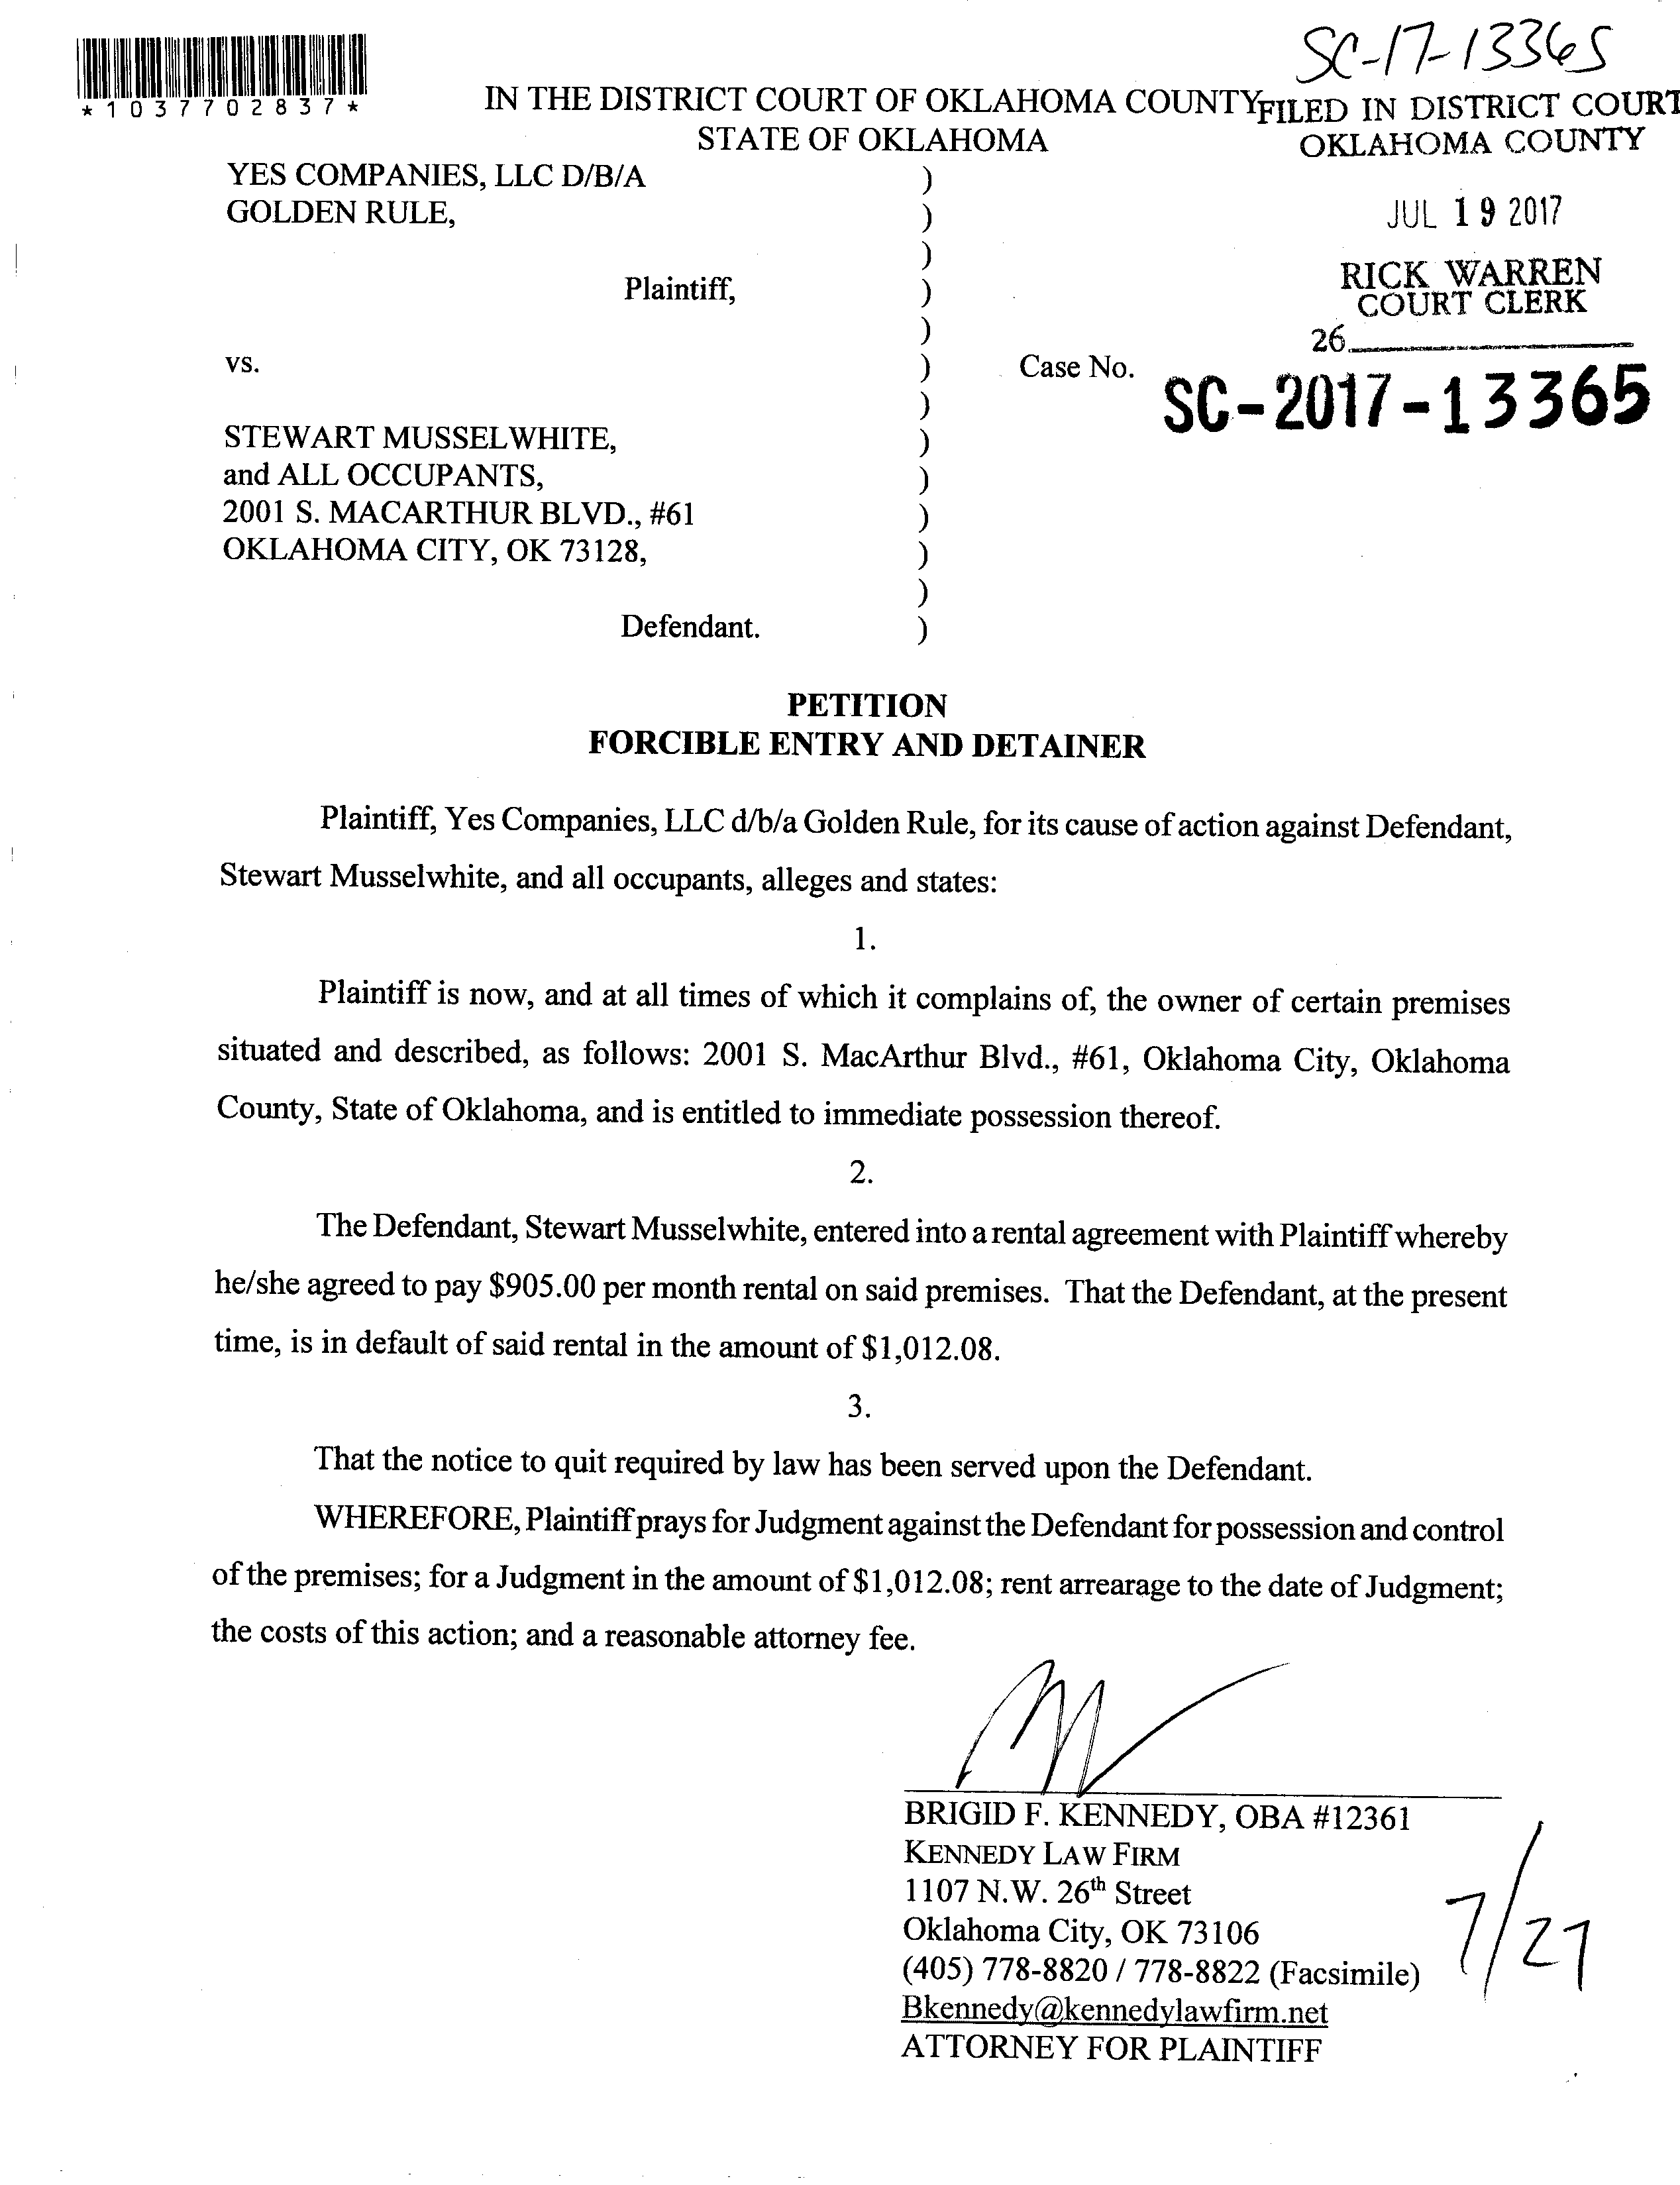 SC-17-13365
*1037702837*
IN THE DISTRICT COURT OF OKLAHOMA COUNTY
STATE OF OKLAHOMA
FILED IN DISTRICT COURT
OKLAHOMA COUNTY
JUL 19 2017
RICK WARREN
COURT CLERK
26
YES COMPANIES, LLC D/B/A )
GOLDEN RULE, )
)
Plaintiff, )
)
vs. ) Case No.
SC-2017-13365
)
STEWART MUSSELWHITE, )
and ALL OCCUPANTS, )
2001 S. MACARTHUR BLVD., #61 )
OKLAHOMA CITY, OK 73128, )
)
Defendant. )
PETITION
FORCIBLE ENTRY AND DETAINER
Plaintiff, Yes Companies, LLC d/b/a Golden Rule, for its cause of action against Defendant,
Stewart Musselwhite, and all occupants, alleges and states:
1.
Plaintiff is now, and at all times of which it complains of, the owner of certain premises
situated and described, as follows: 2001 S. MacArthur Blvd., #61, Oklahoma City, Oklahoma
County, State of Oklahoma, and is entitled to immediate possession thereof.
2.
The Defendant, Stewart Musselwhite, entered into a rental agreement with Plaintiff whereby
he/she agreed to pay $905.00 per month rental on said premises. That the Defendant, at the present
time, is in default of said rental in the amount of $1,012.08.
3.
That the notice to quit required by law has been served upon the Defendant.
WHEREFORE, Plaintiff prays for Judgment against the Defendant for possession and control
of the premises; for a Judgment in the amount of $1,012.08; rent arrearage to the date of Judgment;
the costs of this action; and a reasonable attorney fee.
BRIGID F. KENNEDY, OBA #12361
KENNEDY LAW FIRM
1107 N.W. 26th Street
Oklahoma City, OK 73106
(405) 778-8820 / 778-8822 (Facsimile)
Bkennedy@kennedylawfirm.net
ATTORNEY FOR PLAINTIFF
7/27